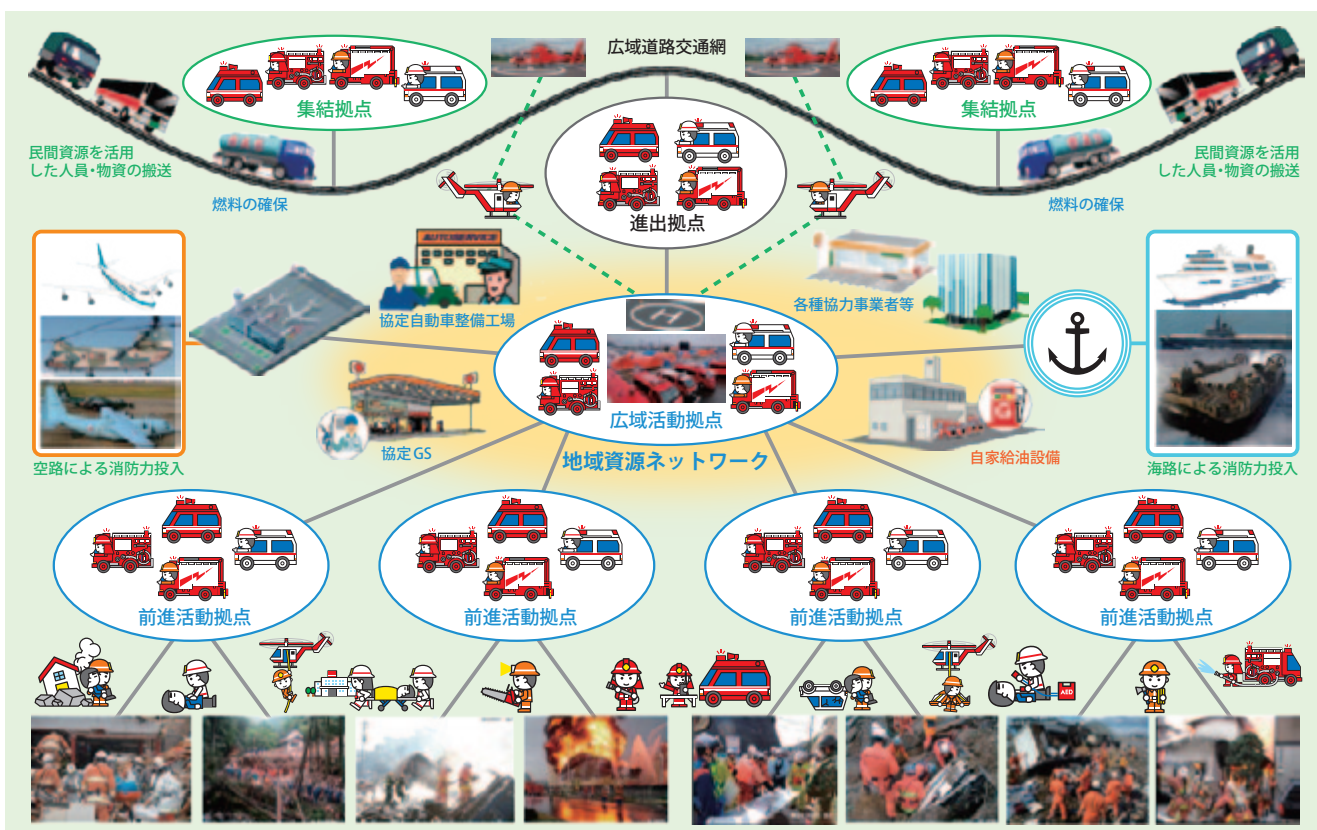 広域道路交通網
集結拠点
集結拠点
民間資源を活用
した人員・物資の搬送
民間資源を活用
した人員・物資の搬送
燃料の確保
燃料の確保
進出拠点
AUTOSERVICE
協定自動車整備工場
各種協力事業者等
H
広域活動拠点
協定GS
G
自家給油設備
地域資源ネットワーク
空路による消防力投入
海路による消防力投入
前進活動拠点
前進活動拠点
前進活動拠点
前進活動拠点
AED